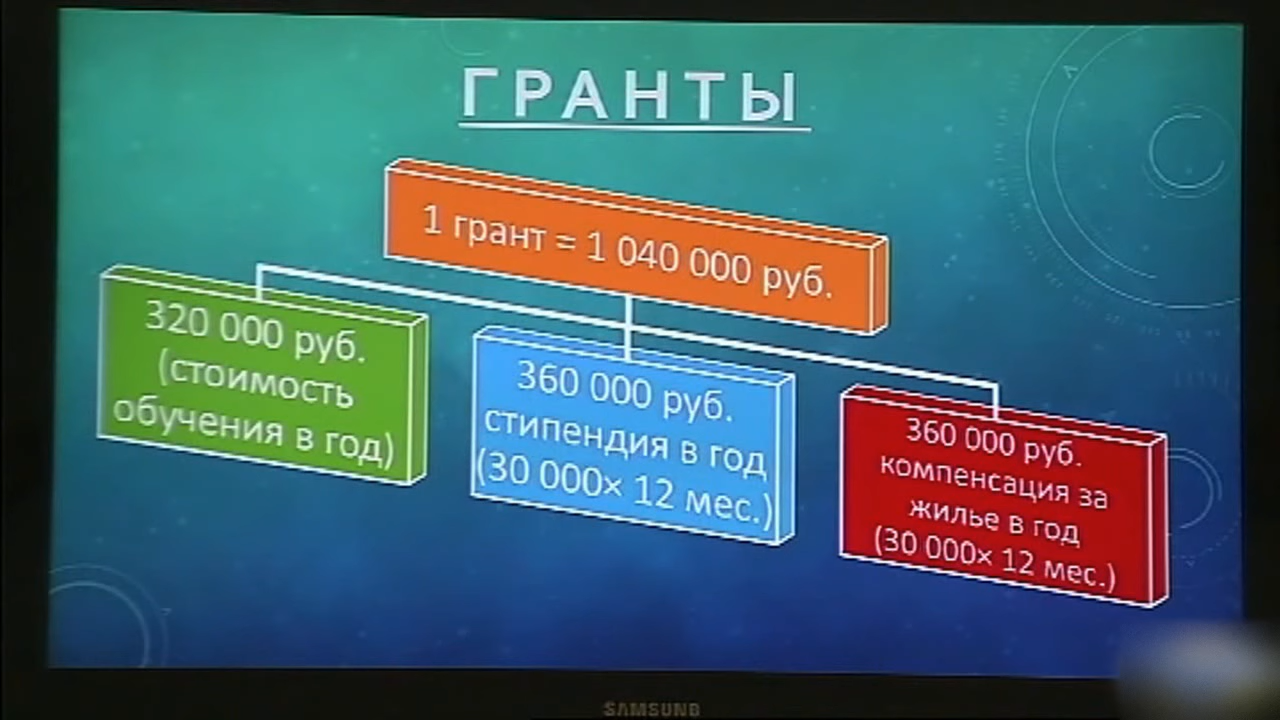 ГРАНТЫ
1 грант = 1 040 000 руб.
320 000 руб.
(стоимость
обучения в год)
360 000 руб.
стипендия в год
(30 000× 12 мес.)
360 000 руб.
компенсация за
жилье в год
(30 000× 12 мес.)
SAMSUNG